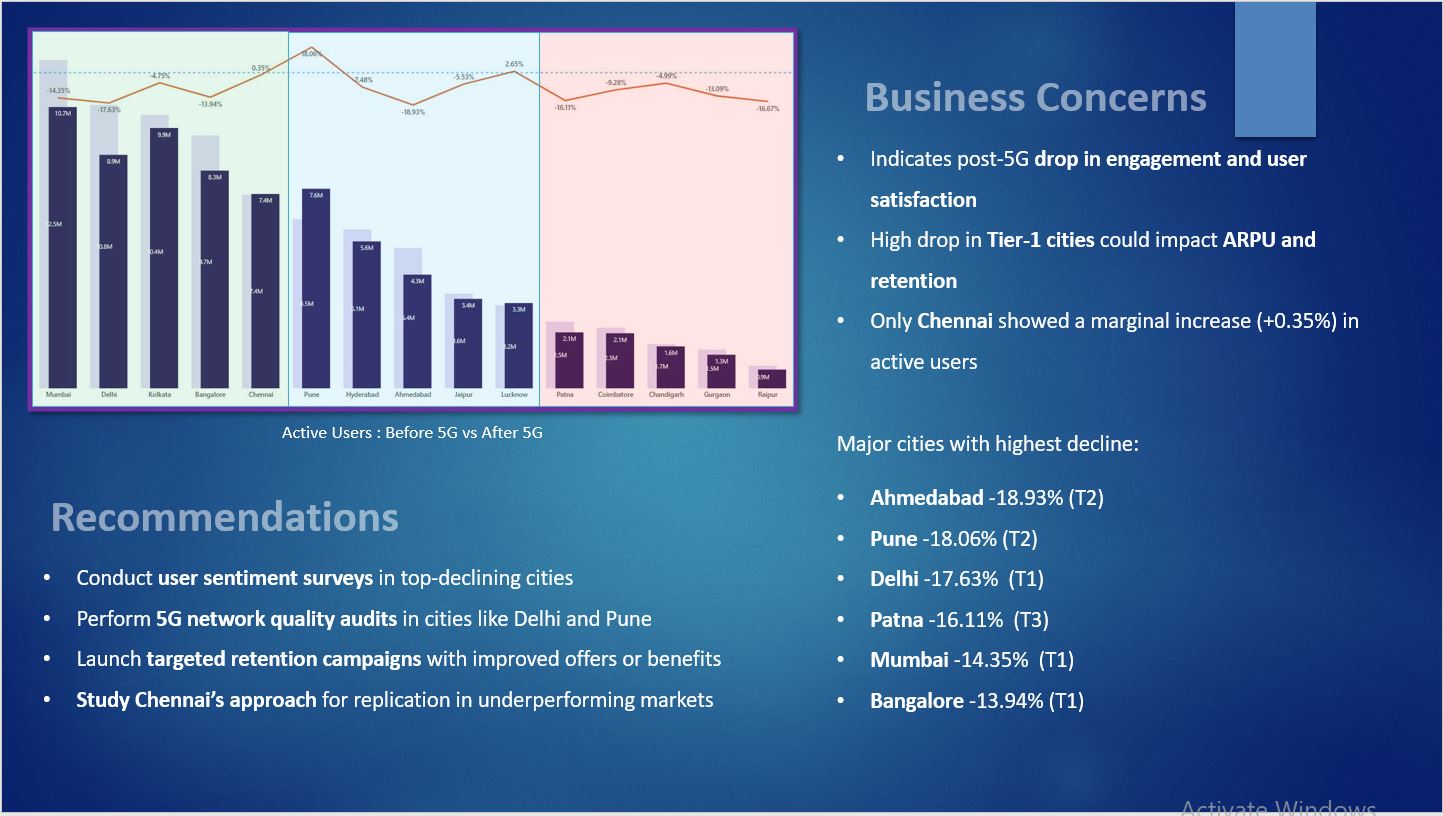 18.06%
0.35%
2.65%
-4.75%
-4.99%
-7.48%
-5.53%
-9.28%
-14.35%
-13.09%
-13.94%
-17.63%
-16.11%
-16.67%
-18.93%
10.7M
9.9M
8.9M
8.3M
7.4M
7.6M
5.6M
4.3M
3.4M
3.3M
2.1M
2.1M
1.6M
1.3M
0.9M
2.5M
0.8M
0.4M
9.7M
7.4M
6.5M
6.1M
5.4M
3.6M
3.2M
2.5M
2.3M
1.7M
1.5M
Mumbai Delhi Kolkata Bangalore Chennai Pune Hyderabad Ahmedabad Jaipur Lucknow Patna Coimbatore Chandigarh Gurgaon Raipur
Active Users : Before 5G vs After 5G
Recommendations
• Conduct user sentiment surveys in top-declining cities
• Perform 5G network quality audits in cities like Delhi and Pune
• Launch targeted retention campaigns with improved offers or benefits
• Study Chennai’s approach for replication in underperforming markets
Business Concerns
• Indicates post-5G drop in engagement and user
satisfaction
• High drop in Tier-1 cities could impact ARPU and
retention
• Only Chennai showed a marginal increase (+0.35%) in
active users
Major cities with highest decline:
• Ahmedabad -18.93% (T2)
• Pune -18.06% (T2)
• Delhi -17.63% (T1)
• Patna -16.11% (T3)
• Mumbai -14.35% (T1)
• Bangalore -13.94% (T1)
Activate Windows